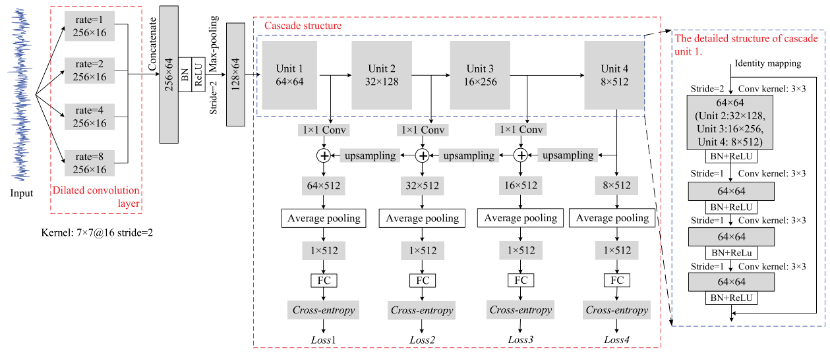 rate=1
256×16
rate=2
256×16
rate=4
256×16
rate=8
256×16
Input
Dilated convolution
layer
Kernel: 7×7@16 stride=2
Concatenate
256×64
BN
ReLU
Stride=2
Max-pooling
128×64
Cascade structure
Unit 1
64×64
Unit 2
32×128
Unit 3
16×256
Unit 4
8×512
1×1 Conv
1×1 Conv
1×1 Conv
upsampling
upsampling
upsampling
64×512
32×512
16×512
8×512
Average pooling
Average pooling
Average pooling
Average pooling
1×512
1×512
1×512
1×512
FC
FC
FC
FC
Cross-entropy
Cross-entropy
Cross-entropy
Cross-entropy
Loss1
Loss2
Loss3
Loss4
The detailed structure of cascade
unit 1.
Identity mapping
Stride=2 Conv kernel: 3×3
64×64
(Unit 2:32×128,
Unit 3:16×256,
Unit 4: 8×512)
BN+ReLU
Stride=1 Conv kernel: 3×3
64×64
BN+ReLU
Stride=1 Conv kernel: 3×3
64×64
BN+ReLu
Stride=1 Conv kernel: 3×3
64×64
BN+ReLU